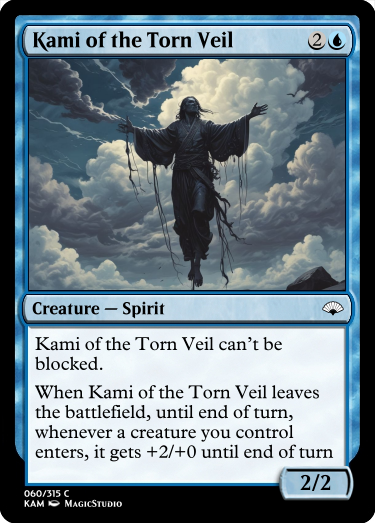 Kami of the Torn Veil 2
Creature — Spirit
Kami of the Torn Veil can't be
blocked.
When Kami of the Torn Veil leaves
the battlefield, until end of turn,
whenever a creature you control
enters, it gets +2/+0 until end of turn
2/2
060/315 C
KAM MagicStudio